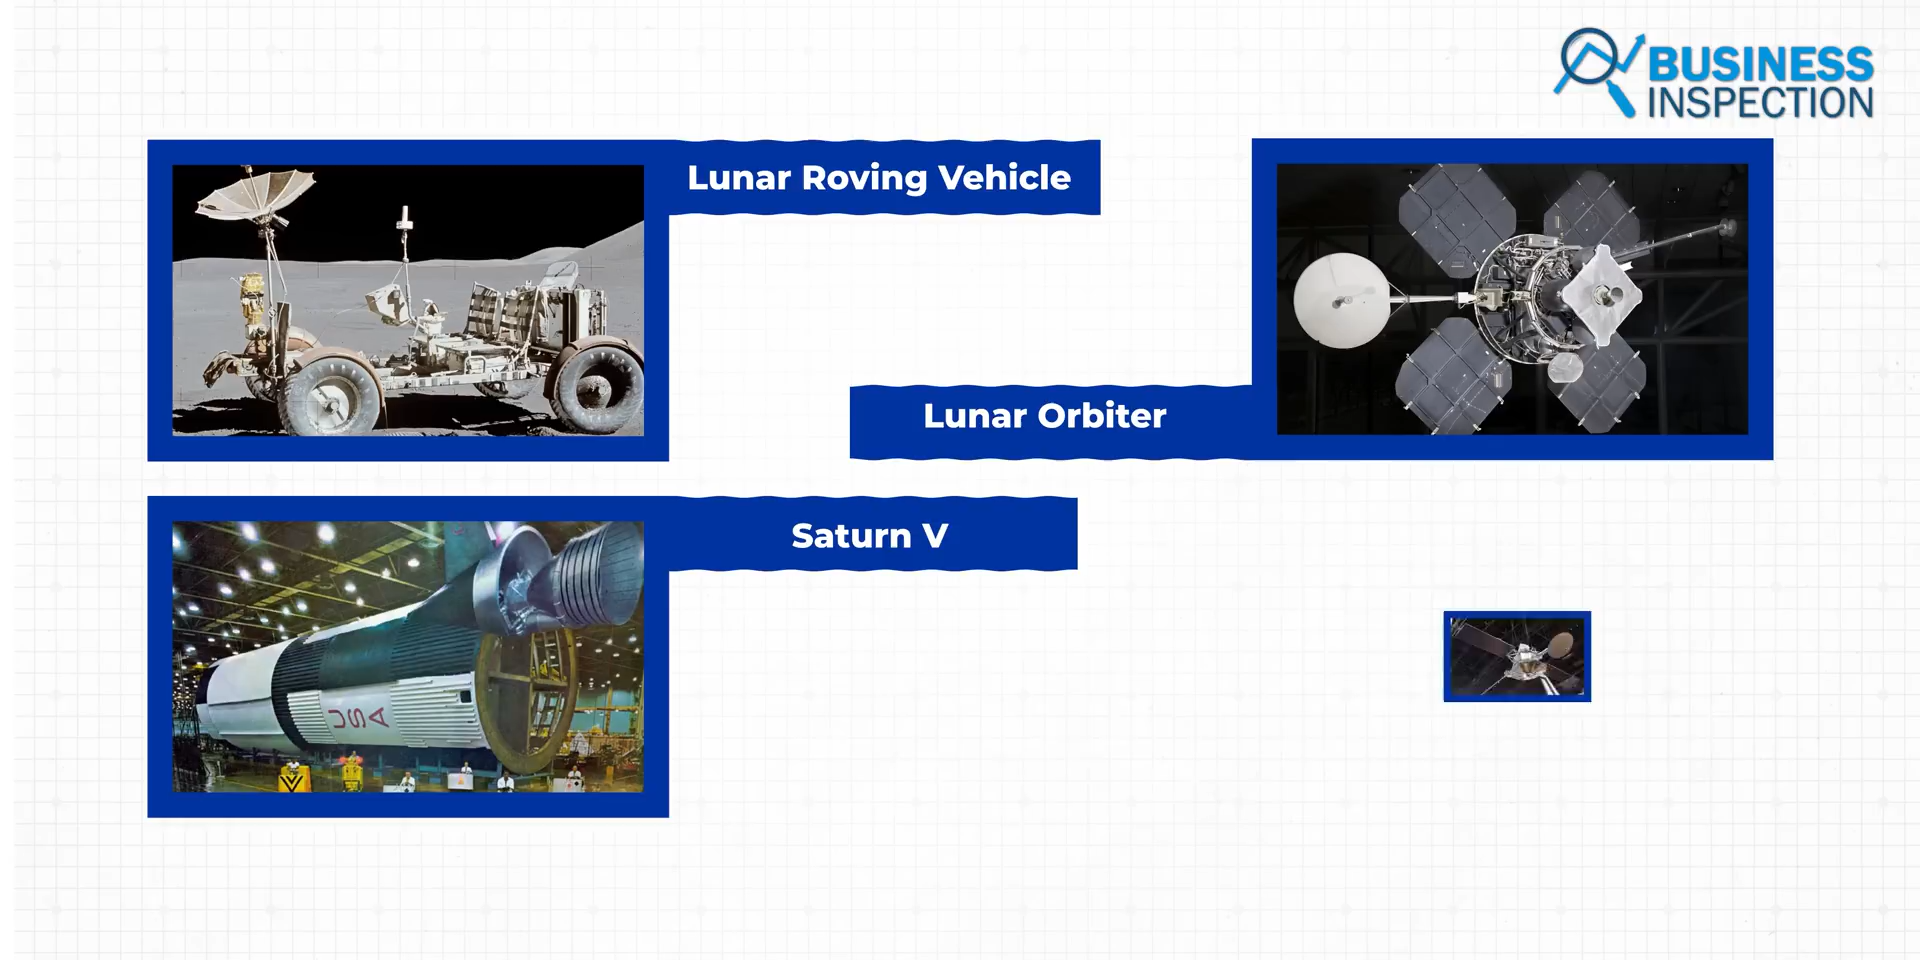 BUSINESS
INSPECTION
Lunar Roving Vehicle
Lunar Orbiter
Saturn V
USA